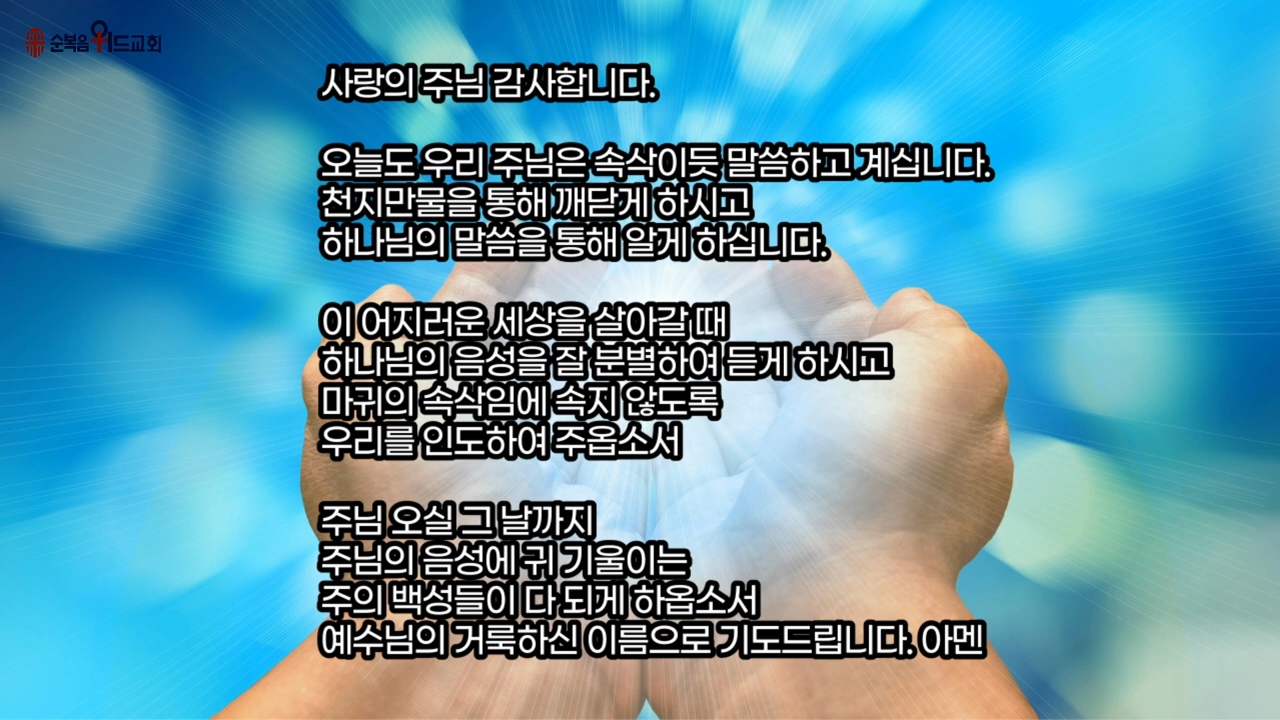 순복음워드교회
사랑의 주님 감사합니다.
오늘도 우리 주님은 속삭이듯 말씀하고 계십니다.
천지만물을 통해 깨닫게 하시고
하나님의 말씀을 통해 알게 하십니다.
이 어지러운 세상을 살아갈 때
하나님의 음성을 잘 분별하여 듣게 하시고
마귀의 속삭임에 속지 않도록
우리를 인도하여 주옵소서
주님 오실 그 날까지
주님의 음성에 귀 기울이는
주의 백성들이 다 되게 하옵소서
예수님의 거룩하신 이름으로 기도드립니다. 아멘